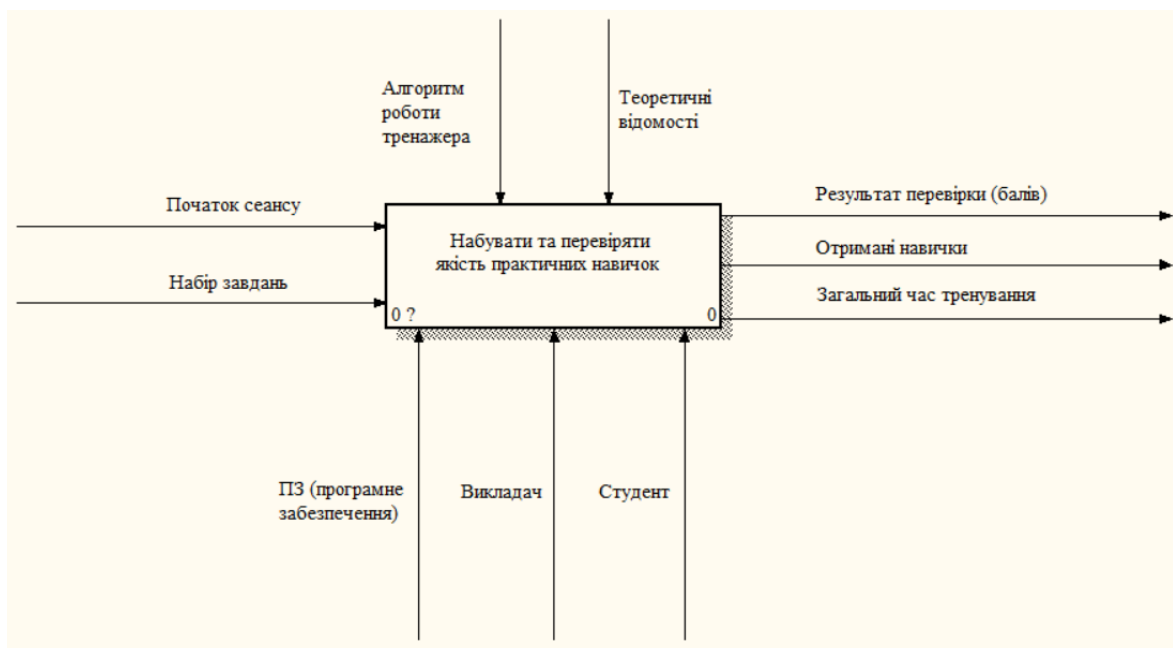 Алгоритм
роботи
тренажера
Теоретичні
відомості
Початок сеансу
Набір завдань
Набувати та перевіряти
якість практичних навичок
0 ?
0
Результат перевірки (балів)
Отримані навички
Загальний час тренування
ПЗ (програмне
забезпечення)
Викладач
Студент